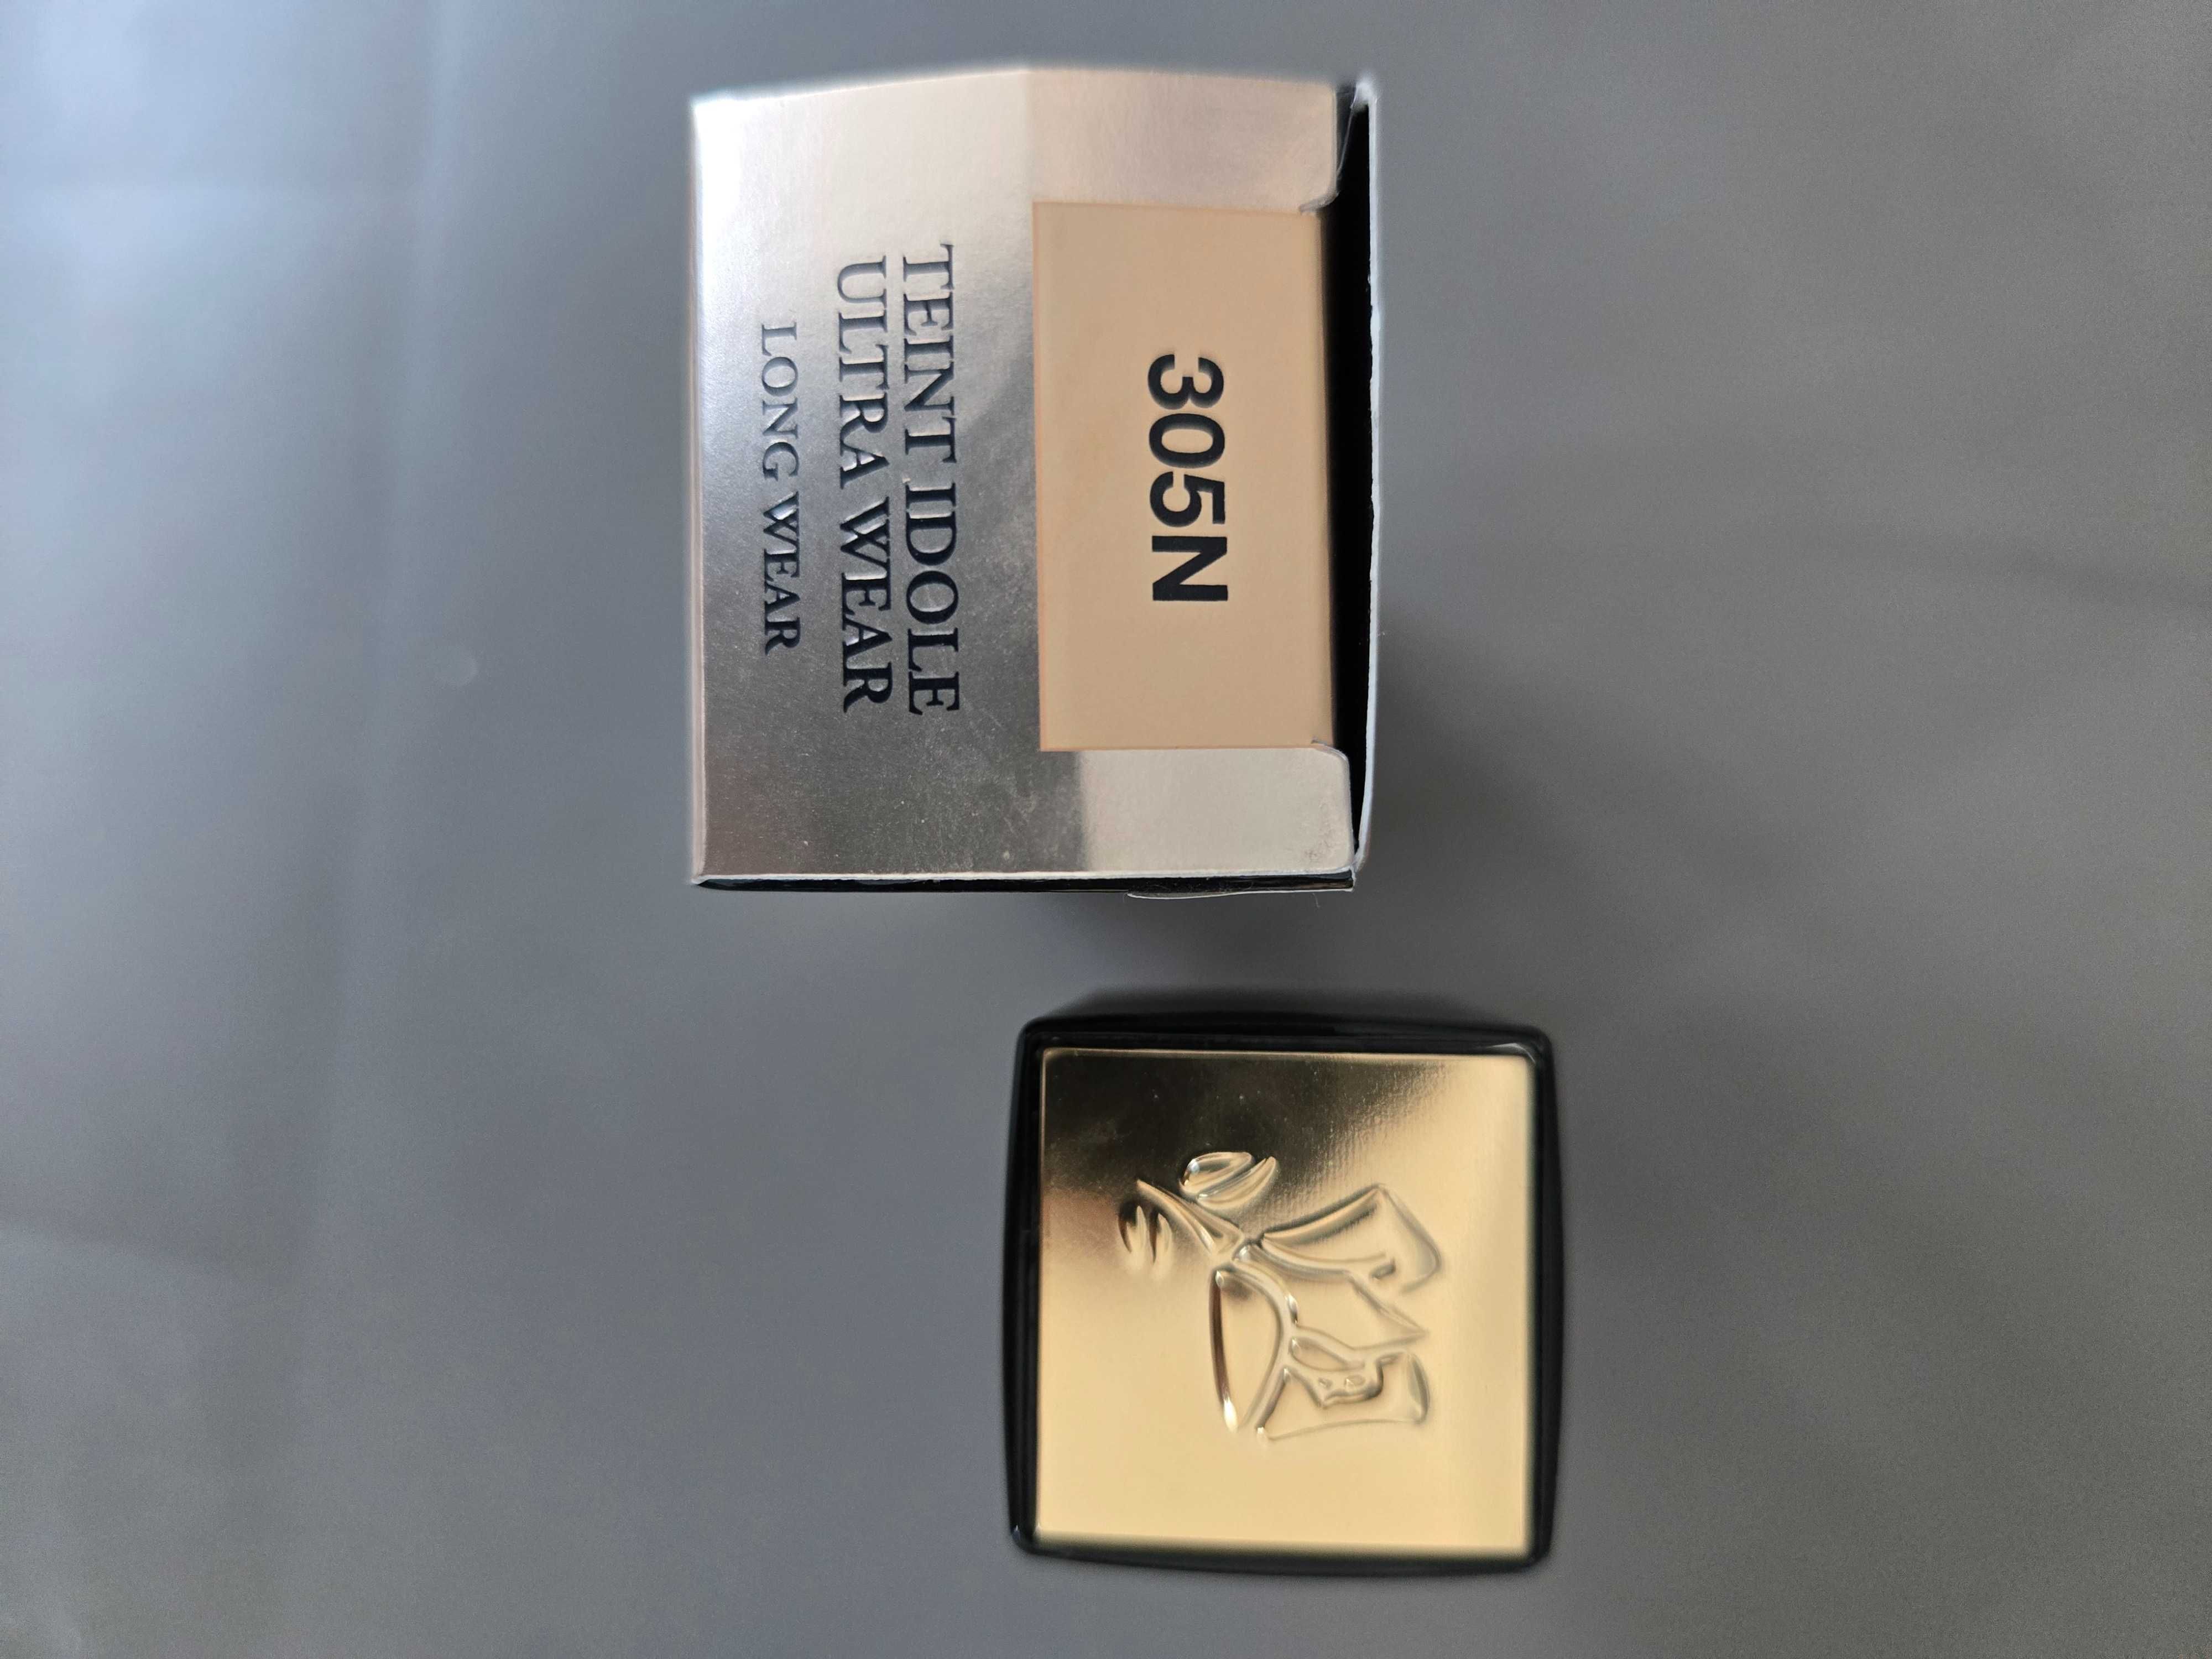 305N
TEINT IDOLE
ULTRA WEAR
LONG WEAR